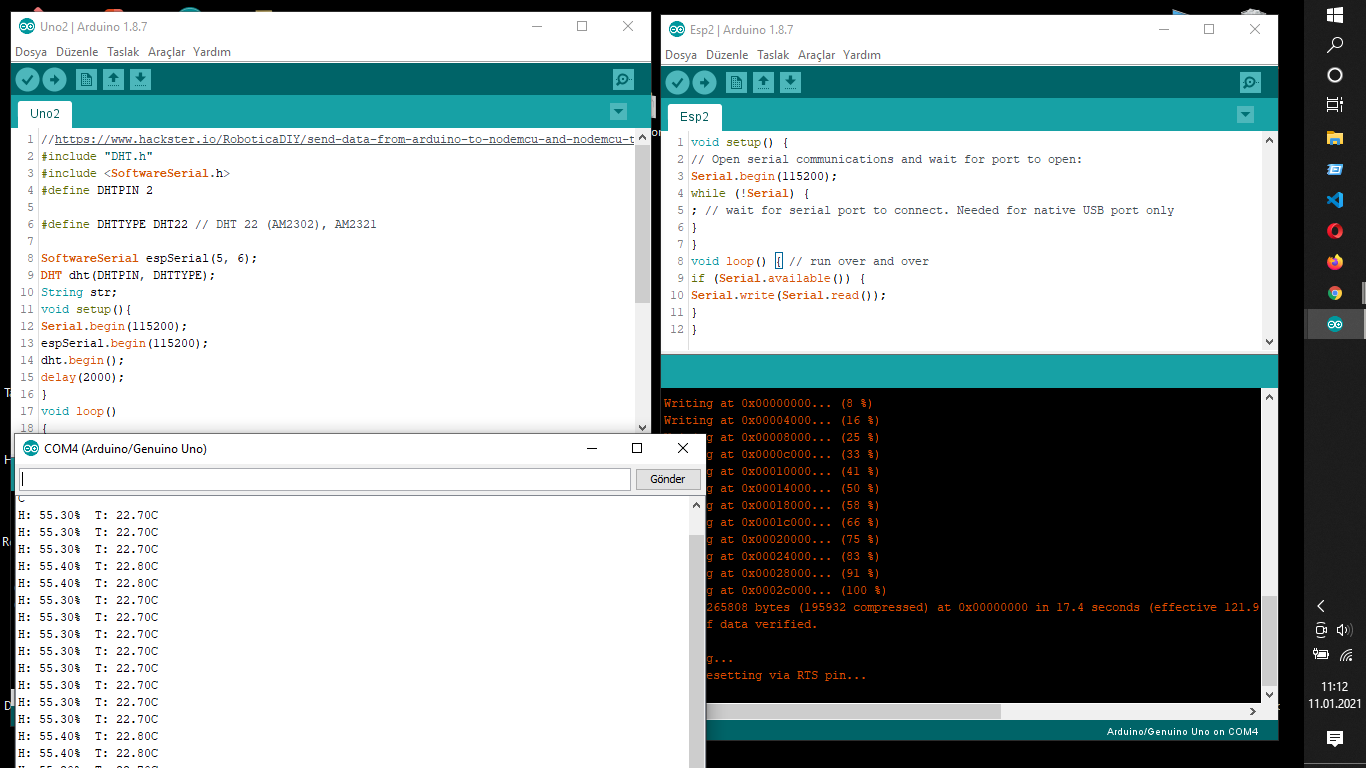 Uno2 | Arduino 1.8.7
Dosya Düzenle Taslak Araçlar Yardım
Uno2
1 //https://www.hackster.io/RoboticaDIY/send-data-from-arduino-to-nodemcu-and-nodemcu-t
2 #include "DHT.h"
3 #include <SoftwareSerial.h>
4 #define DHTPIN 2
5
6 #define DHTTYPE DHT22 // DHT 22 (AM2302), AM2321
7
8 SoftwareSerial espSerial(5, 6);
9 DHT dht(DHTPIN, DHTTYPE);
10 String str;
11 void setup(){
12 Serial.begin(115200);
13 espSerial.begin(115200);
14 dht.begin();
15 delay(2000);
16 }
17 void loop()
18 {
COM4 (Arduino/Genuino Uno)
Gönder
C
H: 55.30% T: 22.70C
H: 55.30% T: 22.70C
H: 55.30% T: 22.70C
H: 55.40% T: 22.80C
H: 55.40% T: 22.80C
H: 55.30% T: 22.70C
H: 55.30% T: 22.70C
H: 55.30% T: 22.70C
H: 55.30% T: 22.70C
H: 55.30% T: 22.70C
H: 55.30% T: 22.70C
H: 55.30% T: 22.70C
H: 55.30% T: 22.70C
H: 55.40% T: 22.80C
H: 55.40% T: 22.80C
Esp2 | Arduino 1.8.7
Dosya Düzenle Taslak Araçlar Yardım
Esp2
1 void setup() {
2 // Open serial communications and wait for port to open:
3 Serial.begin(115200);
4 while (!Serial) {
5 ; // wait for serial port to connect. Needed for native USB port only
6 }
7 }
8 void loop() { // run over and over
9 if (Serial.available()) {
10 Serial.write(Serial.read());
11 }
12 }
Writing at 0x00000000... (8 %)
Writing at 0x00004000... (16 %)
g at 0x00008000... (25 %)
g at 0x0000c000... (33 %)
g at 0x00010000... (41 %)
g at 0x00014000... (50 %)
g at 0x00018000... (58 %)
g at 0x0001c000... (66 %)
g at 0x00020000... (75 %)
g at 0x00024000... (83 %)
g at 0x00028000... (91 %)
g at 0x0002c000... (100 %)
265808 bytes (195932 compressed) at 0x00000000 in 17.4 seconds (effective 121.9
f data verified.
g...
esetting via RTS pin...
Arduino/Genuino Uno on COM4
11:12
11.01.2021